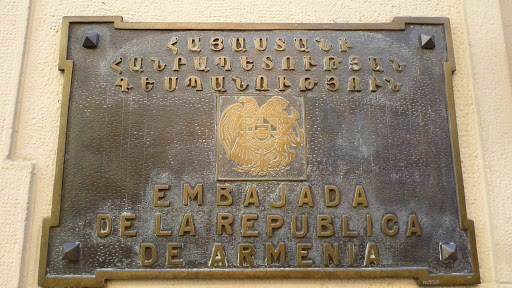 ՀԱՅԱՍՏԱՆԻ
ՀԱՆՐԱՊԵՏՈՒԹՅԱՆ
ԴԵՍՊԱՆՈՒԹՅՈՒՆ
EMBAJADA
DE LA REPUBLICA
DE ARMENIA